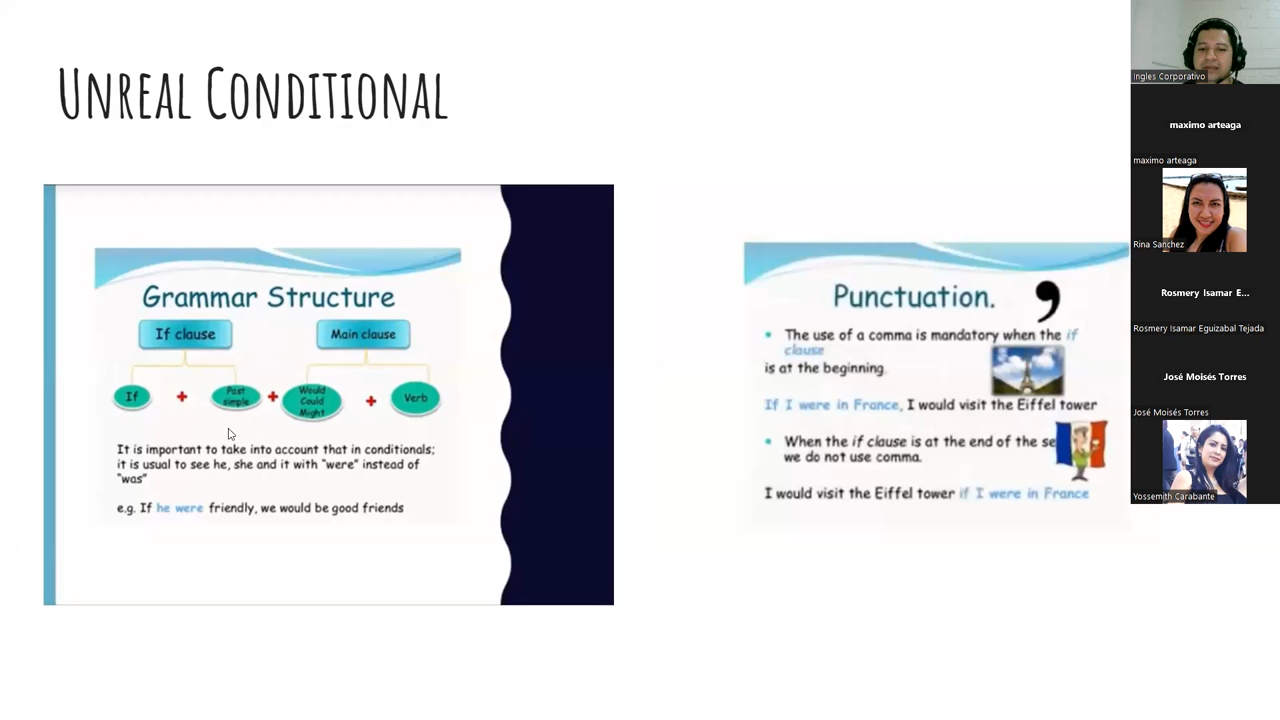 UNREAL CONDITIONAL
Grammar Structure
If clause
Main clause
If
+
Past simple
+
Would
Could
Might
+
Verb
It is important to take into account that in conditionals;
it is usual to see he, she and it with “were” instead of
“was”
e.g. If he were friendly, we would be good friends
Punctuation. ,
• The use of a comma is mandatory when the if
clause
is at the beginning.
If I were in France, I would visit the Eiffel tower
• When the if clause is at the end of the se
we do not use comma.
I would visit the Eiffel tower if I were in France
Ingles Corporativo
maximo arteaga
maximo arteaga
Rina Sanchez
Rosmery Isamar E...
Rosmery Isamar Eguizabal Tejada
José Moisés Torres
José Moisés Torres
Yossemith Carabante